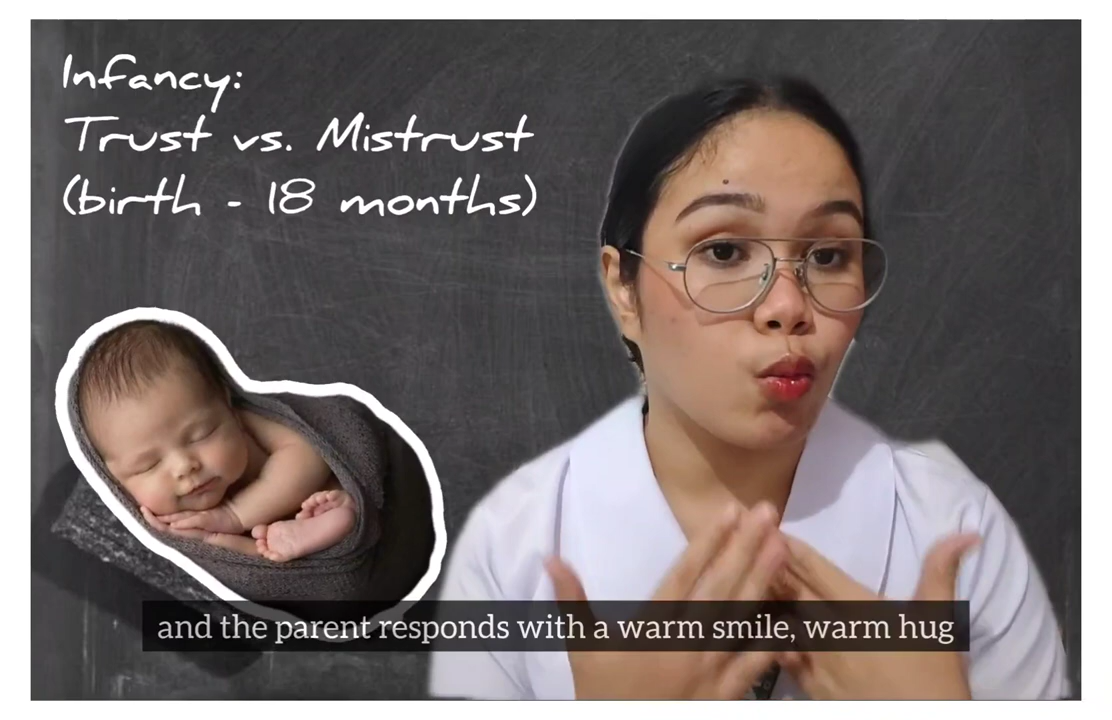 Infancy:
Trust vs. Mistrust
(birth - 18 months)
and the parent responds with a warm smile, warm hug